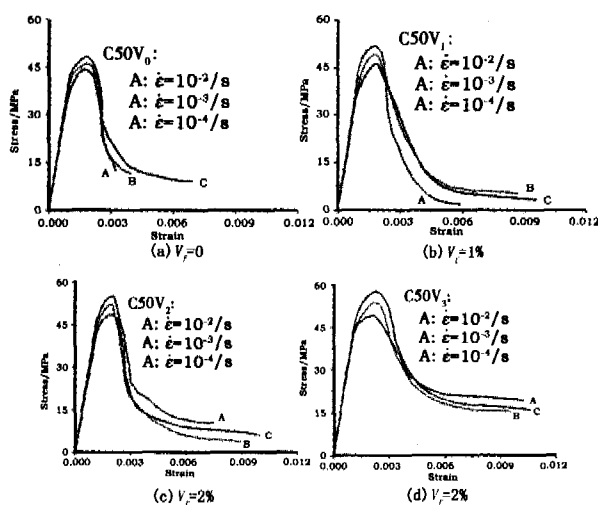 C50V₀:
A: ε̇=10⁻²/s
A: ε̇=10⁻³/s
A: ε̇=10⁻⁴/s
Stress/MPa
60
45
30
15
0
A
B
C
0.000
0.003
0.006
0.009
0.012
Strain
(a) V_f=0
C50V₁:
A: ε̇=10⁻²/s
A: ε̇=10⁻³/s
A: ε̇=10⁻⁴/s
Stress/MPa
60
45
30
15
0
A
B
C
0.000
0.003
0.006
0.009
0.012
Strain
(b) V_f=1%
C50V₂:
A: ε̇=10⁻²/s
A: ε̇=10⁻³/s
A: ε̇=10⁻⁴/s
Stress/MPa
60
45
30
15
0
A
C
B
0.000
0.003
0.006
0.009
0.012
Strain
(c) V_f=2%
C50V₃:
A: ε̇=10⁻²/s
A: ε̇=10⁻³/s
A: ε̇=10⁻⁴/s
Stress/MPa
60
45
30
15
0
A
B
C
0.000
0.003
0.006
0.009
0.012
Strain
(d) V_f=2%